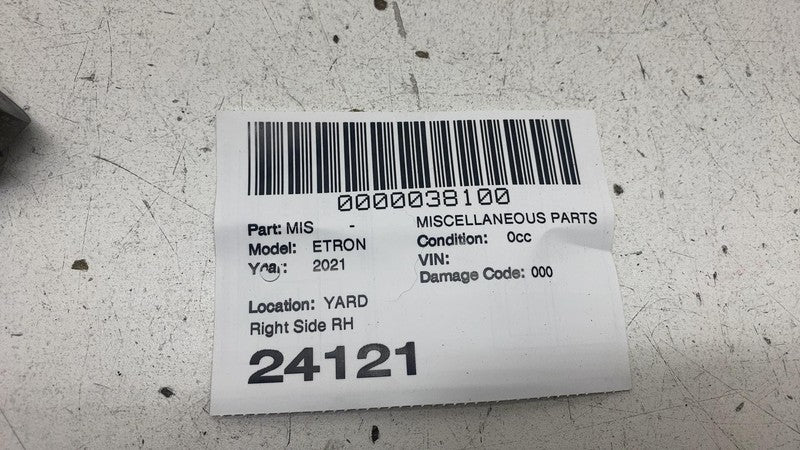 0000038100
Part: MIS - MISCELLANEOUS PARTS
Model: ETRON Condition: 0cc
Year: 2021 VIN:
Damage Code: 000
Location: YARD
Right Side RH
24121